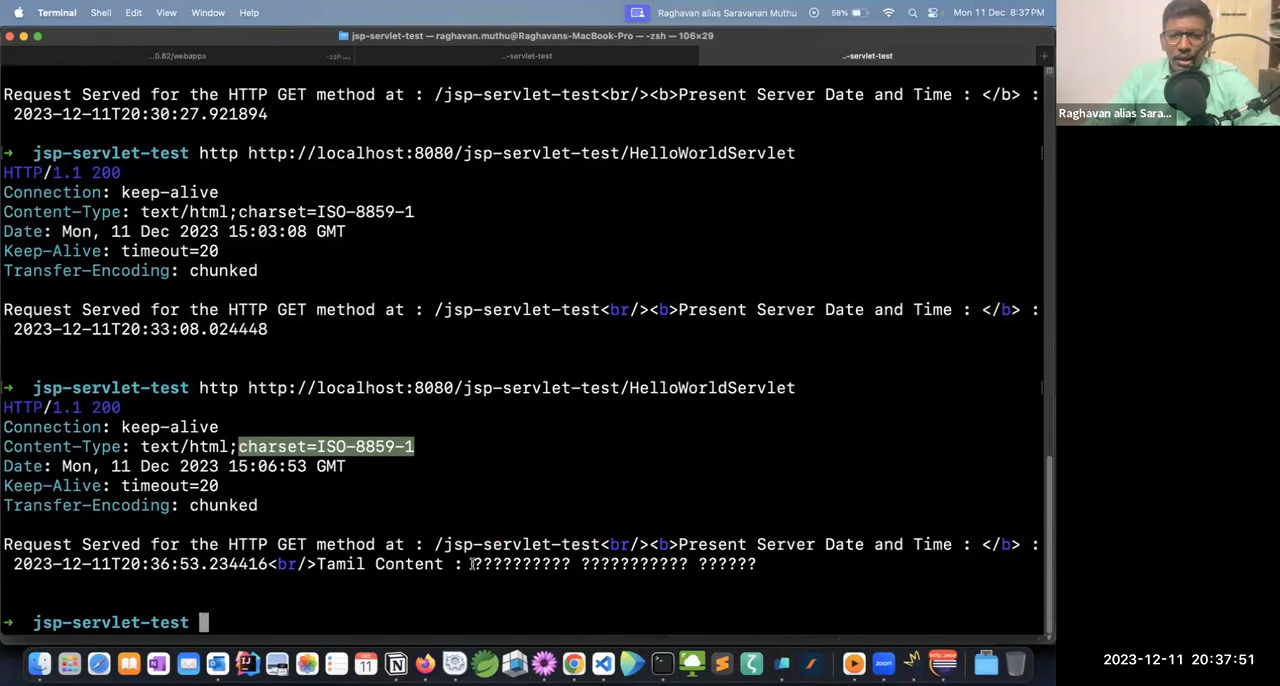 Terminal Shell Edit View Window Help Raghavan alias Saravanan Muthu 58% Mon 11 Dec 8:37 PM
jsp-servlet-test — raghavan.muthu@Raghavans-MacBook-Pro — -zsh — 106×29
...0.82/webapps -zsh ..-servlet-test ..-servlet-test
Request Served for the HTTP GET method at : /jsp-servlet-test<br/><b>Present Server Date and Time : </b> :
2023-12-11T20:30:27.921894
→ jsp-servlet-test http http://localhost:8080/jsp-servlet-test/HelloWorldServlet
HTTP/1.1 200
Connection: keep-alive
Content-Type: text/html;charset=ISO-8859-1
Date: Mon, 11 Dec 2023 15:03:08 GMT
Keep-Alive: timeout=20
Transfer-Encoding: chunked
Request Served for the HTTP GET method at : /jsp-servlet-test<br/><b>Present Server Date and Time : </b> :
2023-12-11T20:33:08.024448
→ jsp-servlet-test http http://localhost:8080/jsp-servlet-test/HelloWorldServlet
HTTP/1.1 200
Connection: keep-alive
Content-Type: text/html;charset=ISO-8859-1
Date: Mon, 11 Dec 2023 15:06:53 GMT
Keep-Alive: timeout=20
Transfer-Encoding: chunked
Request Served for the HTTP GET method at : /jsp-servlet-test<br/><b>Present Server Date and Time : </b> :
2023-12-11T20:36:53.234416<br/>Tamil Content : ?????????? ??????????? ??????
→ jsp-servlet-test
Raghavan alias Sara...
2023-12-11 20:37:51